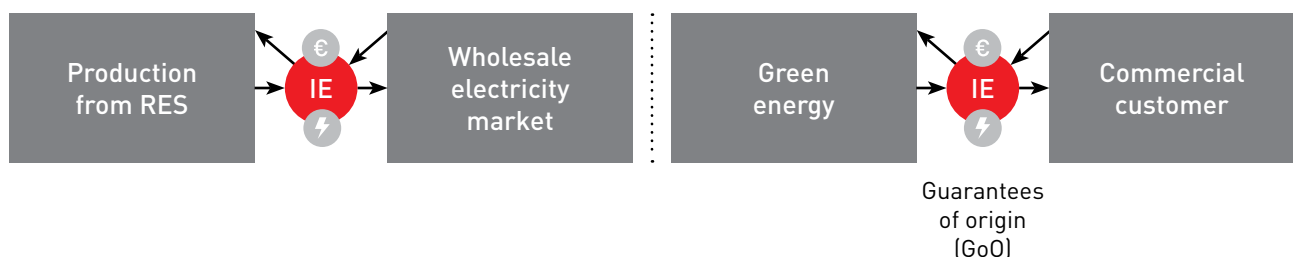 Production
from RES
€
IE
Wholesale
electricity
market
Green
energy
€
IE
Commercial
customer
Guarantees
of origin
(GoO)